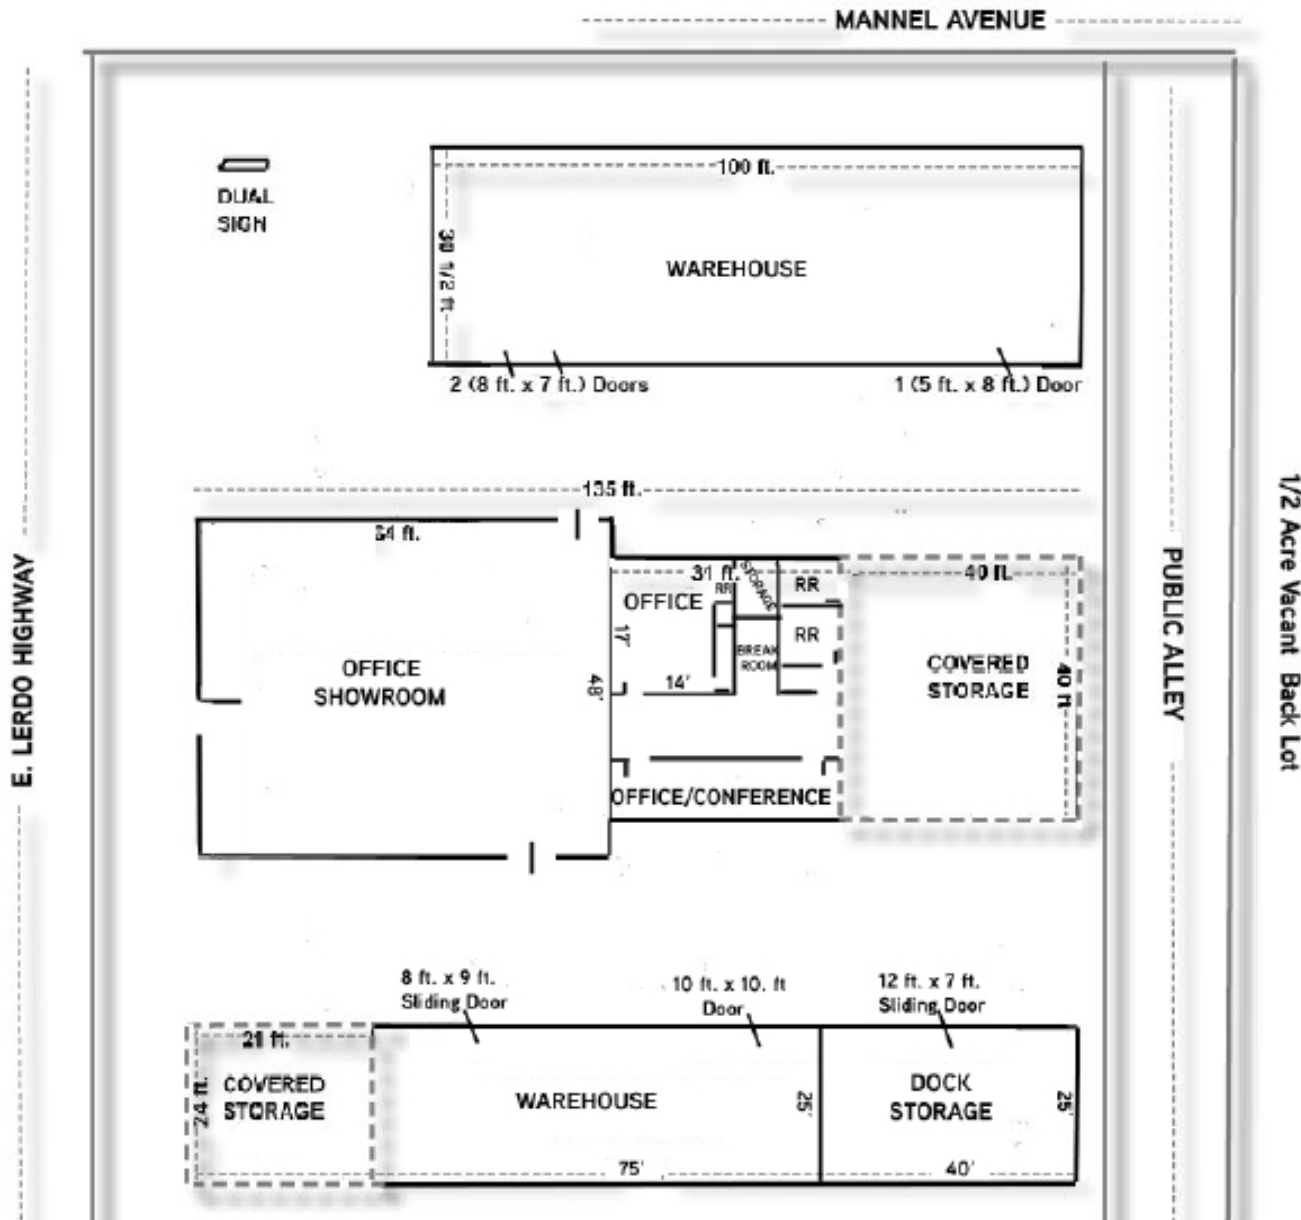 MANNEL AVENUE
DUAL
SIGN
100 ft.
30 1/2 ft
WAREHOUSE
2 (8 ft. x 7 ft.) Doors
1 (5 ft. x 8 ft.) Door
135 ft.
64 ft.
31 ft.
40 ft.
STORAGE
RR
RR
OFFICE
17'
RR
BREAK
ROOM
14'
48'
OFFICE
SHOWROOM
COVERED
STORAGE
40 ft
OFFICE/CONFERENCE
E. LERDO HIGHWAY
PUBLIC ALLEY
1/2 Acre Vacant Back Lot
8 ft. x 9 ft.
Sliding Door
10 ft. x 10. ft
Door
12 ft. x 7 ft.
Sliding Door
ft.
24 ft.
COVERED
STORAGE
WAREHOUSE
25'
DOCK
STORAGE
25'
75'
40'